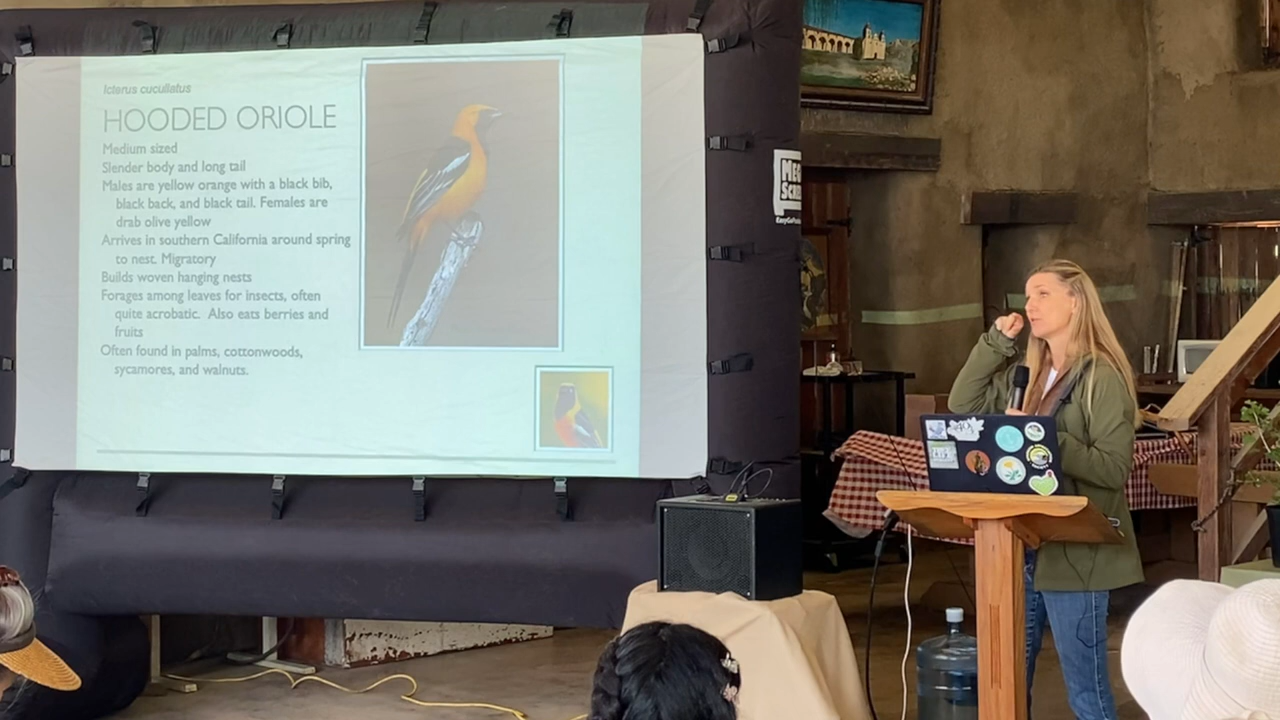 Icterus cucullatus
HOODED ORIOLE
Medium sized
Slender body and long tail
Males are yellow orange with a black bib,
black back, and black tail. Females are
drab olive yellow
Arrives in southern California around spring
to nest. Migratory
Builds woven hanging nests
Forages among leaves for insects, often
quite acrobatic. Also eats berries and
fruits
Often found in palms, cottonwoods,
sycamores, and walnuts.